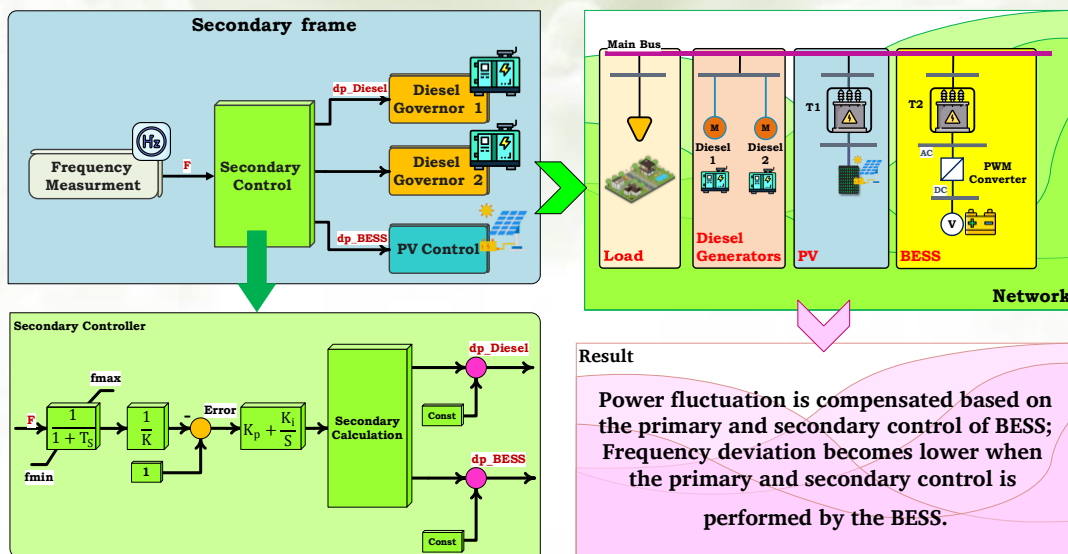 Secondary frame
dp_Diesel
Diesel
Governor 1
Hz
Frequency
Measurment
F
Secondary
Control
Diesel
Governor 2
dp_BESS
PV Control
Main Bus
T1
T2
M
M
Diesel
1
Diesel
2
AC
PWM
Converter
DC
V
Load
Diesel
Generators
PV
BESS
Network
Secondary Controller
fmax
F
1
1 + T_S
fmin
1
K
1
-
Error
K_p + K_i
S
Secondary
Calculation
dp_Diesel
Const
dp_BESS
Const
Result
Power fluctuation is compensated based on
the primary and secondary control of BESS;
Frequency deviation becomes lower when
the primary and secondary control is
performed by the BESS.